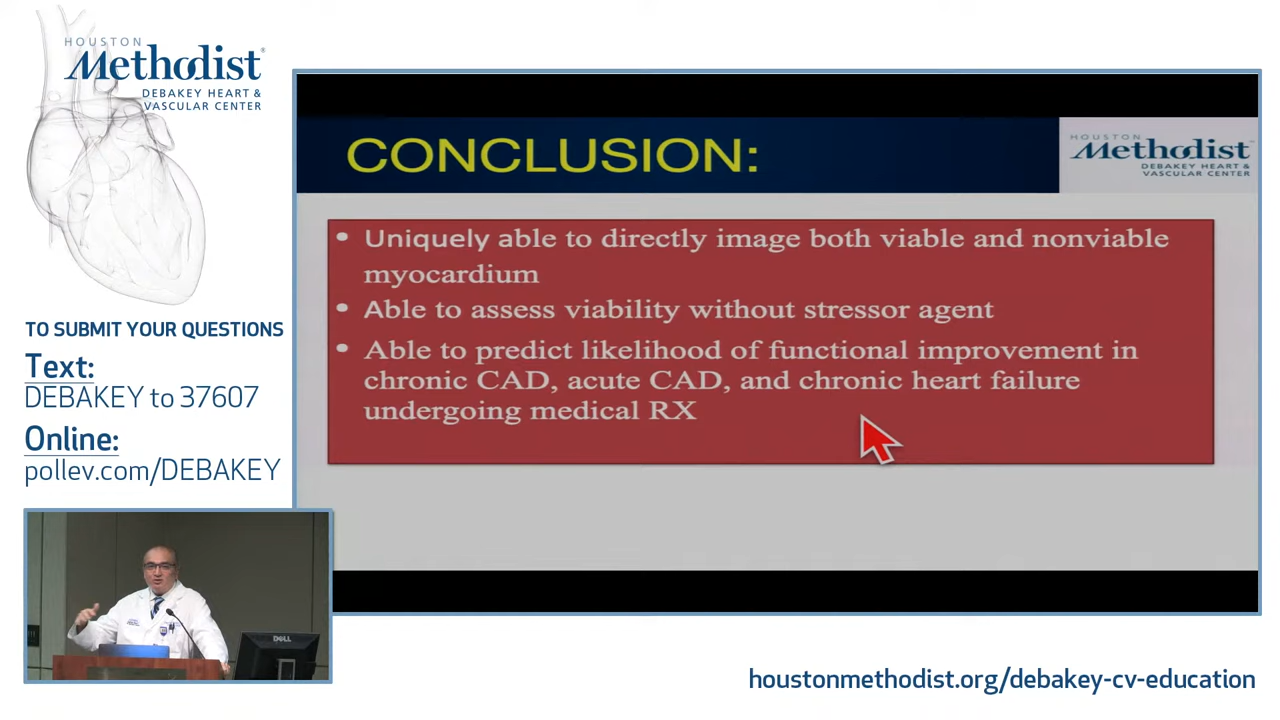 HOUSTON
Methodist®
DEBAKEY HEART &
VASCULAR CENTER
TO SUBMIT YOUR QUESTIONS
Text:
DEBAKEY to 37607
Online:
pollev.com/DEBAKEY
CONCLUSION:
HOUSTON
Methodist
DEBAKEY HEART &
VASCULAR CENTER
• Uniquely able to directly image both viable and nonviable
myocardium
• Able to assess viability without stressor agent
• Able to predict likelihood of functional improvement in
chronic CAD, acute CAD, and chronic heart failure
undergoing medical RX
DELL
houstonmethodist.org/debakey-cv-education